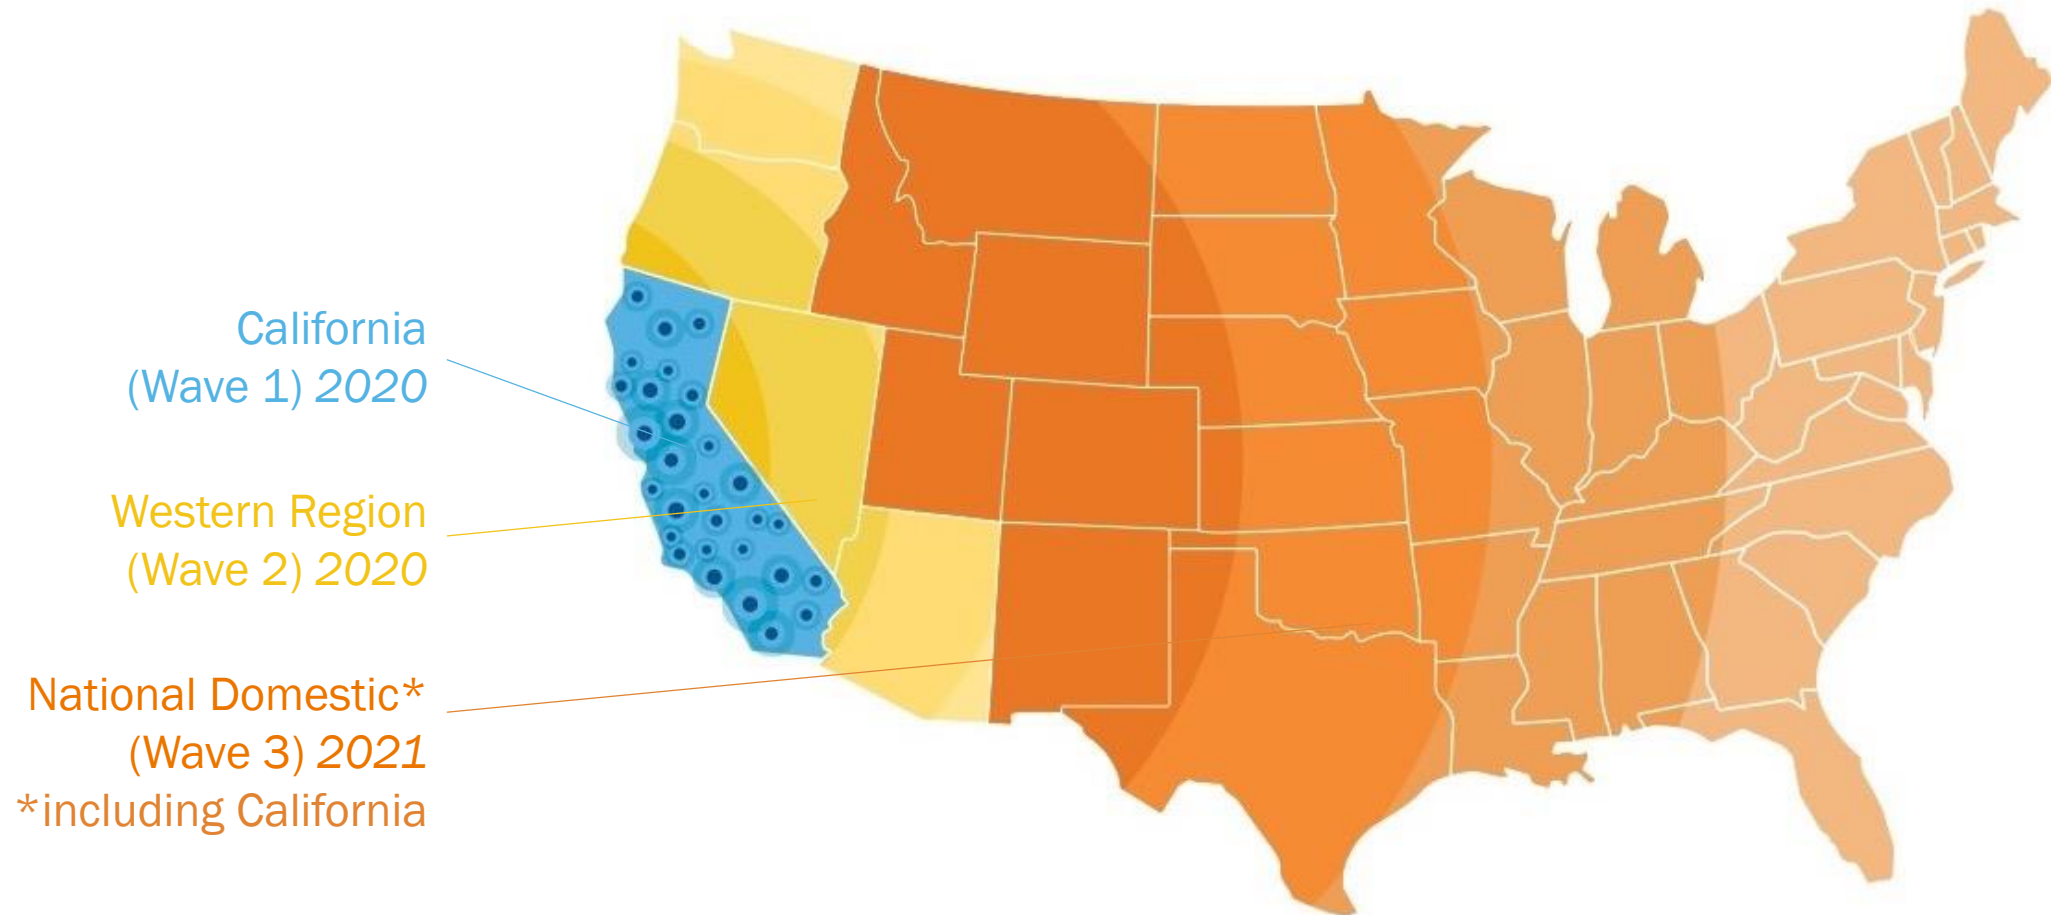 California
(Wave 1) 2020
Western Region
(Wave 2) 2020
National Domestic*
(Wave 3) 2021
*including California